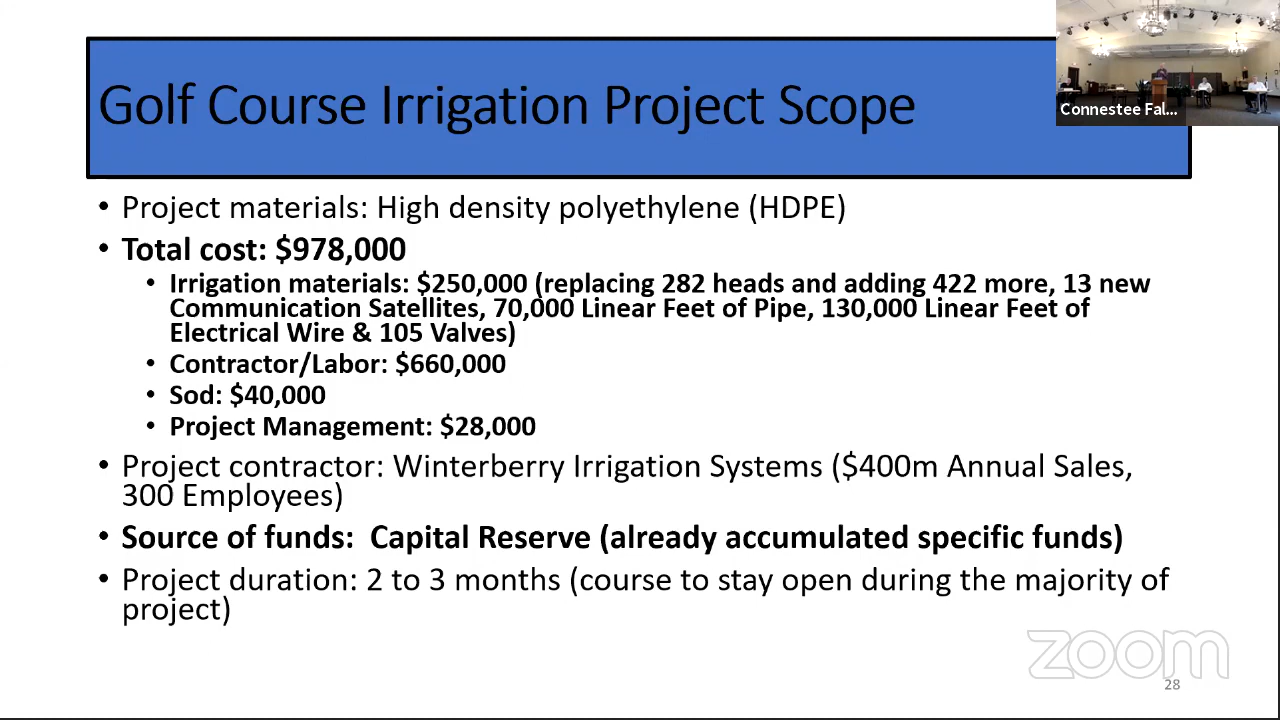 Golf Course Irrigation Project Scope
Connestee Fal...
• Project materials: High density polyethylene (HDPE)
• Total cost: $978,000
• Irrigation materials: $250,000 (replacing 282 heads and adding 422 more, 13 new
Communication Satellites, 70,000 Linear Feet of Pipe, 130,000 Linear Feet of
Electrical Wire & 105 Valves)
• Contractor/Labor: $660,000
• Sod: $40,000
• Project Management: $28,000
• Project contractor: Winterberry Irrigation Systems ($400m Annual Sales,
300 Employees)
• Source of funds:  Capital Reserve (already accumulated specific funds)
• Project duration: 2 to 3 months (course to stay open during the majority of
project)
zoom
28